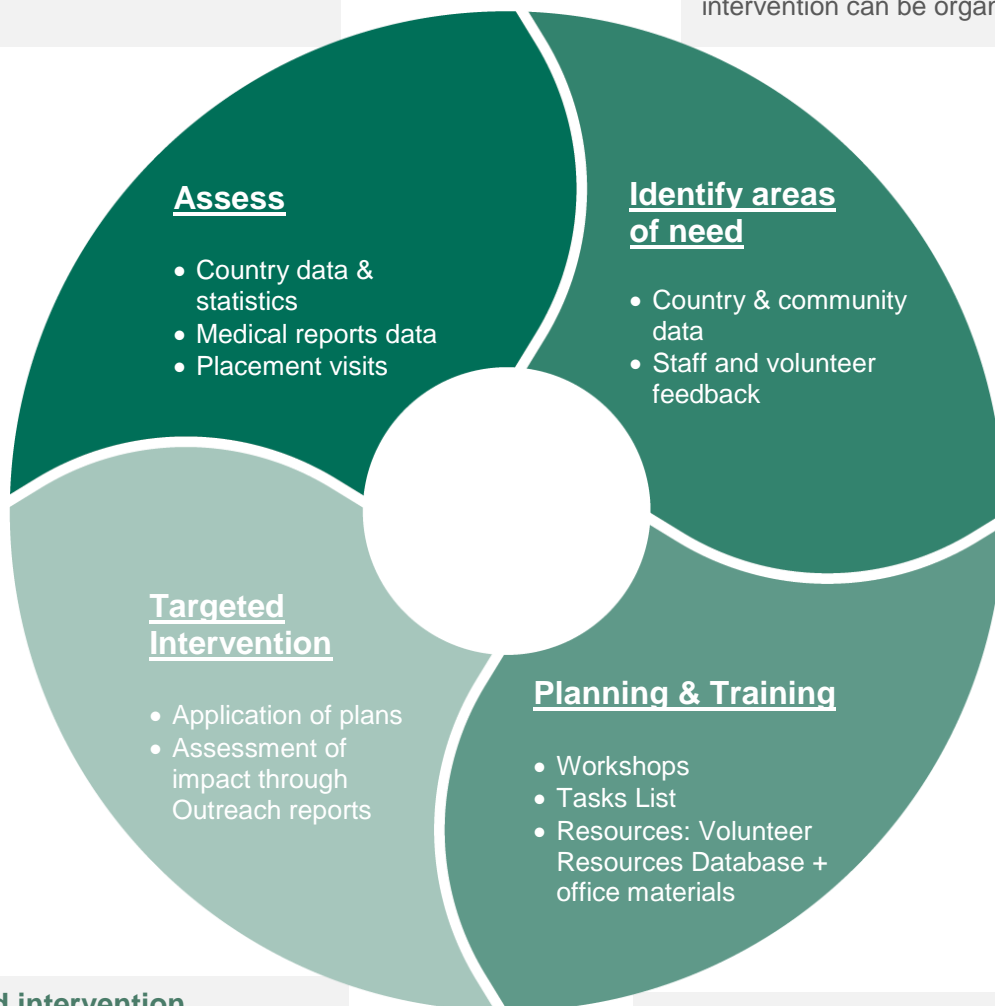 intervention can be organ
Assess
• Country data &
statistics
• Medical reports data
• Placement visits
Identify areas
of need
• Country & community
data
• Staff and volunteer
feedback
Targeted
Intervention
• Application of plans
• Assessment of
impact through
Outreach reports
Planning & Training
• Workshops
• Tasks List
• Resources: Volunteer
Resources Database +
office materials
d intervention